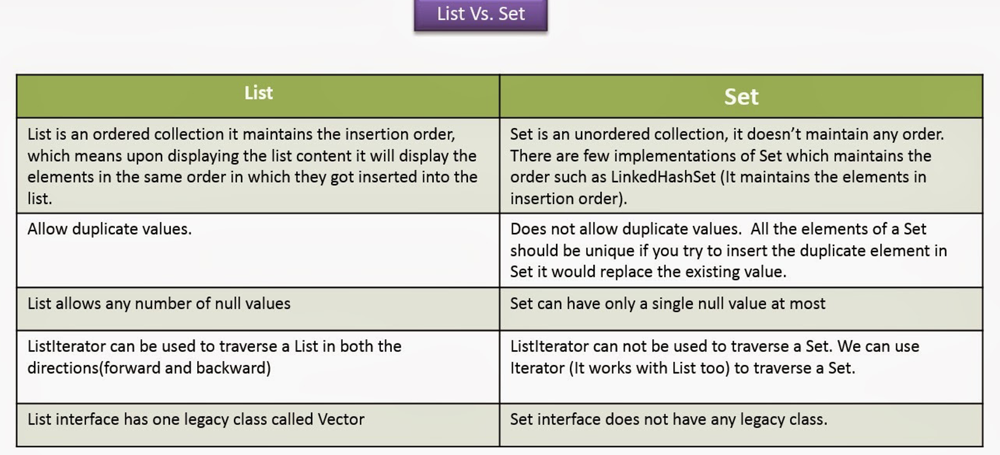 List Vs. Set
List
Set
List is an ordered collection it maintains the insertion order,
which means upon displaying the list content it will display the
elements in the same order in which they got inserted into the
list.
Set is an unordered collection, it doesn’t maintain any order.
There are few implementations of Set which maintains the
order such as LinkedHashSet (It maintains the elements in
insertion order).
Allow duplicate values.
Does not allow duplicate values.  All the elements of a Set
should be unique if you try to insert the duplicate element in
Set it would replace the existing value.
List allows any number of null values
Set can have only a single null value at most
ListIterator can be used to traverse a List in both the
directions(forward and backward)
ListIterator can not be used to traverse a Set. We can use
Iterator (It works with List too) to traverse a Set.
List interface has one legacy class called Vector
Set interface does not have any legacy class.